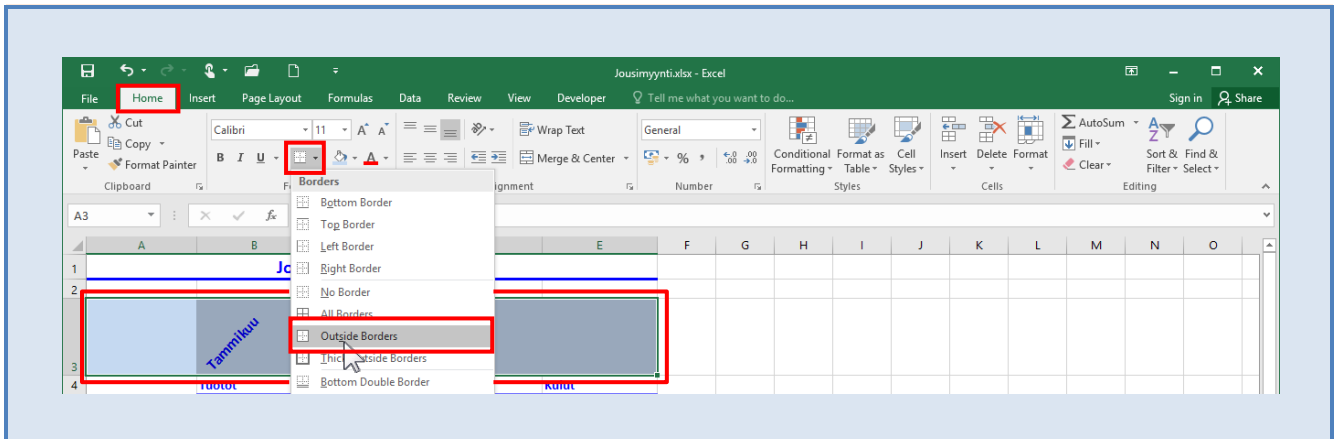 Jousimyynti.xlsx - Excel
File Home Insert Page Layout Formulas Data Review View Developer Tell me what you want to do... Sign in Share
Cut Calibri 11 Wrap Text General AutoSum
Copy Fill
Paste Format Painter B I U A Merge & Center % Conditional Formatting Format as Table Cell Styles Insert Delete Format Clear Sort & Filter Find & Select
Clipboard Number Styles Cells Editing
Borders
A3 fx
Bottom Border
Top Border
A B E F G H I J K L M N O
Left Border
1 Right Border
2 No Border
All Borders
Tammikuu
Outside Borders
3
Bottom Double Border
4 Tuotot Kulut